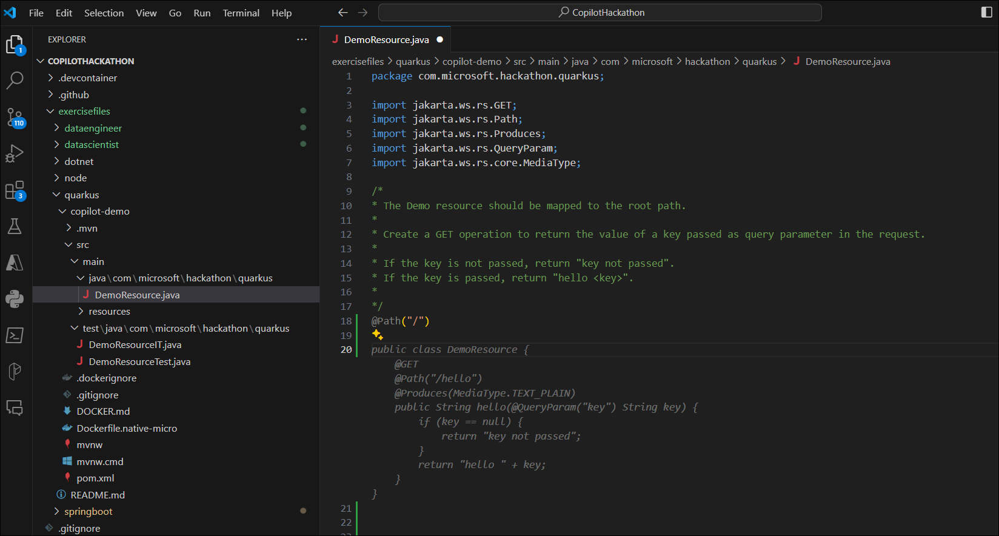 File Edit Selection View Go Run Terminal Help
CopilotHackathon
EXPLORER
COPILOTHACKATHON
.devcontainer
.github
exercisefiles
dataengineer
datascientist
dotnet
node
quarkus
copilot-demo
.mvn
src
main
java\com\microsoft\hackathon\quarkus
DemoResource.java
resources
test\java\com\microsoft\hackathon\quarkus
DemoResourceIT.java
DemoResourceTest.java
.dockerignore
.gitignore
DOCKER.md
Dockerfile.native-micro
mvnw
mvnw.cmd
pom.xml
README.md
springboot
.gitignore
1
110
3
DemoResource.java
exercisefiles > quarkus > copilot-demo > src > main > java > com > microsoft > hackathon > quarkus > DemoResource.java
1 package com.microsoft.hackathon.quarkus;
2
3 import jakarta.ws.rs.GET;
4 import jakarta.ws.rs.Path;
5 import jakarta.ws.rs.Produces;
6 import jakarta.ws.rs.QueryParam;
7 import jakarta.ws.rs.core.MediaType;
8
9 /*
10 * The Demo resource should be mapped to the root path.
11 *
12 * Create a GET operation to return the value of a key passed as query parameter in the request.
13 *
14 * If the key is not passed, return "key not passed".
15 * If the key is passed, return "hello <key>".
16 *
17 */
18 @Path("/")
19
20 public class DemoResource {
@GET
@Path("/hello")
@Produces(MediaType.TEXT_PLAIN)
public String hello(@QueryParam("key") String key) {
if (key == null) {
return "key not passed";
}
return "hello " + key;
}
}
21
22